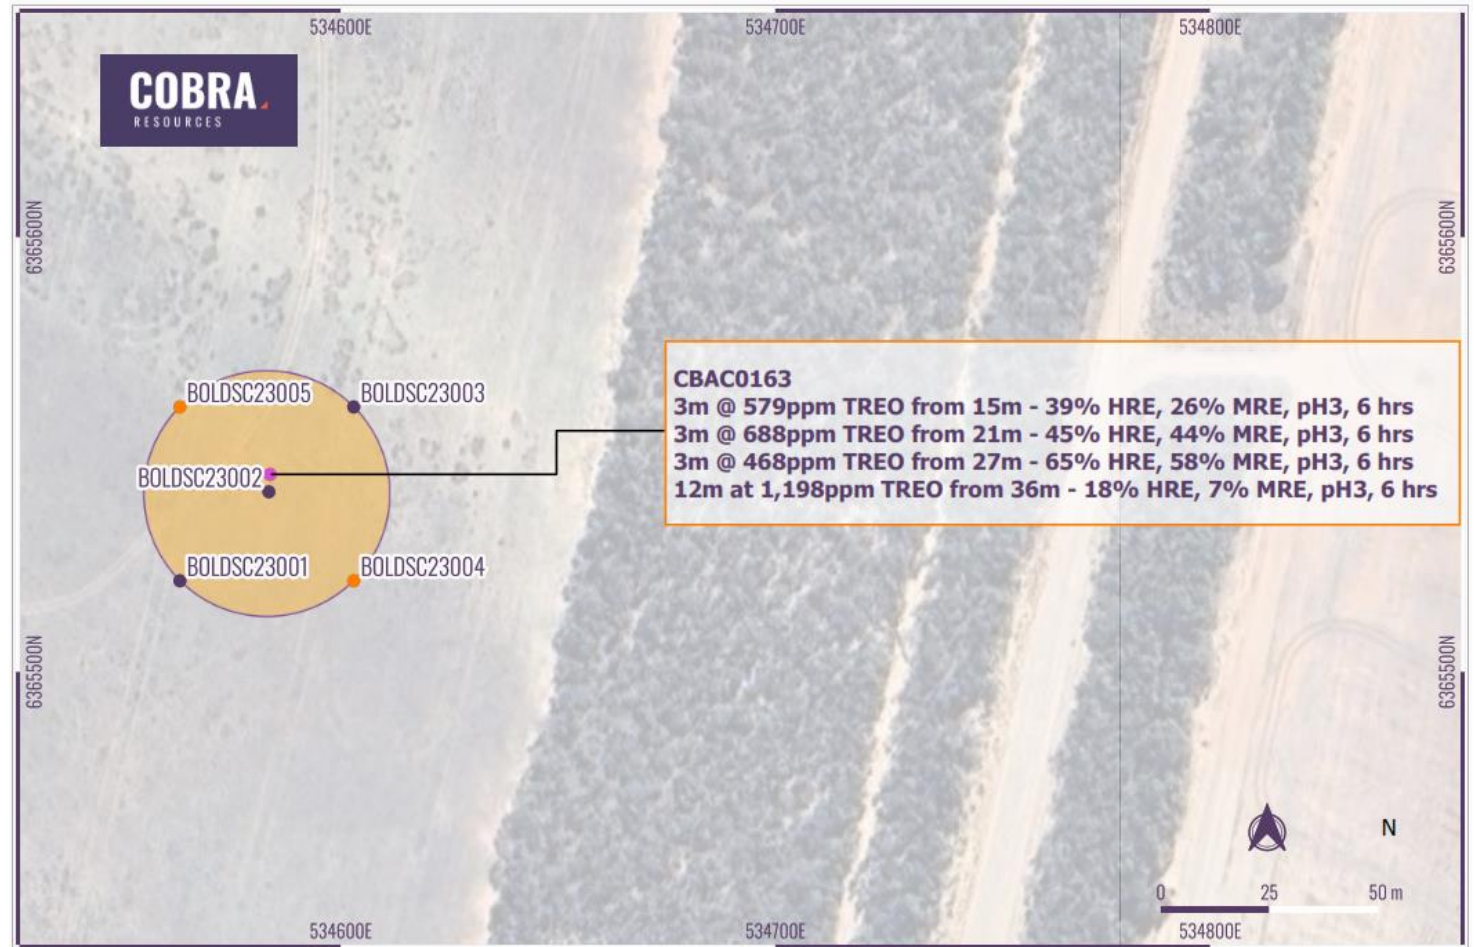 534600E
534700E
534800E
COBRA
RESOURCES
6365600N
6365600N
CBAC0163
3m @ 579ppm TREO from 15m - 39% HRE, 26% MRE, pH3, 6 hrs
3m @ 688ppm TREO from 21m - 45% HRE, 44% MRE, pH3, 6 hrs
3m @ 468ppm TREO from 27m - 65% HRE, 58% MRE, pH3, 6 hrs
12m at 1,198ppm TREO from 36m - 18% HRE, 7% MRE, pH3, 6 hrs
BOLDSC23005
BOLDSC23003
BOLDSC23002
BOLDSC23001
BOLDSC23004
6365500N
6365500N
N
0 25 50 m
534600E
534700E
534800E